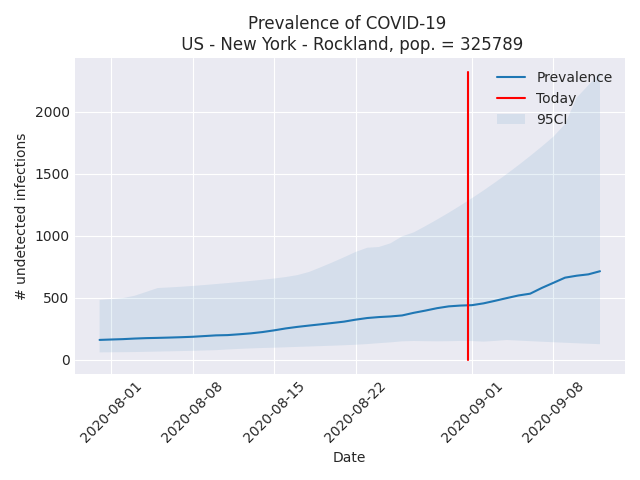 Prevalence of COVID-19
US - New York - Rockland, pop. = 325789
Prevalence
Today
95CI
# undetected infections
2000
1500
1000
500
0
2020-08-01
2020-08-08
2020-08-15
2020-08-22
2020-09-01
2020-09-08
Date